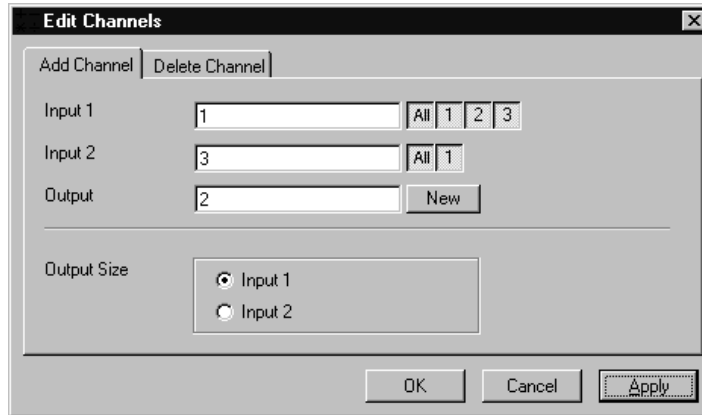 Edit Channels
Add Channel Delete Channel
Input 1 1 All 1 2 3
Input 2 3 All 1
Output 2 New
Output Size
Input 1
Input 2
OK Cancel Apply